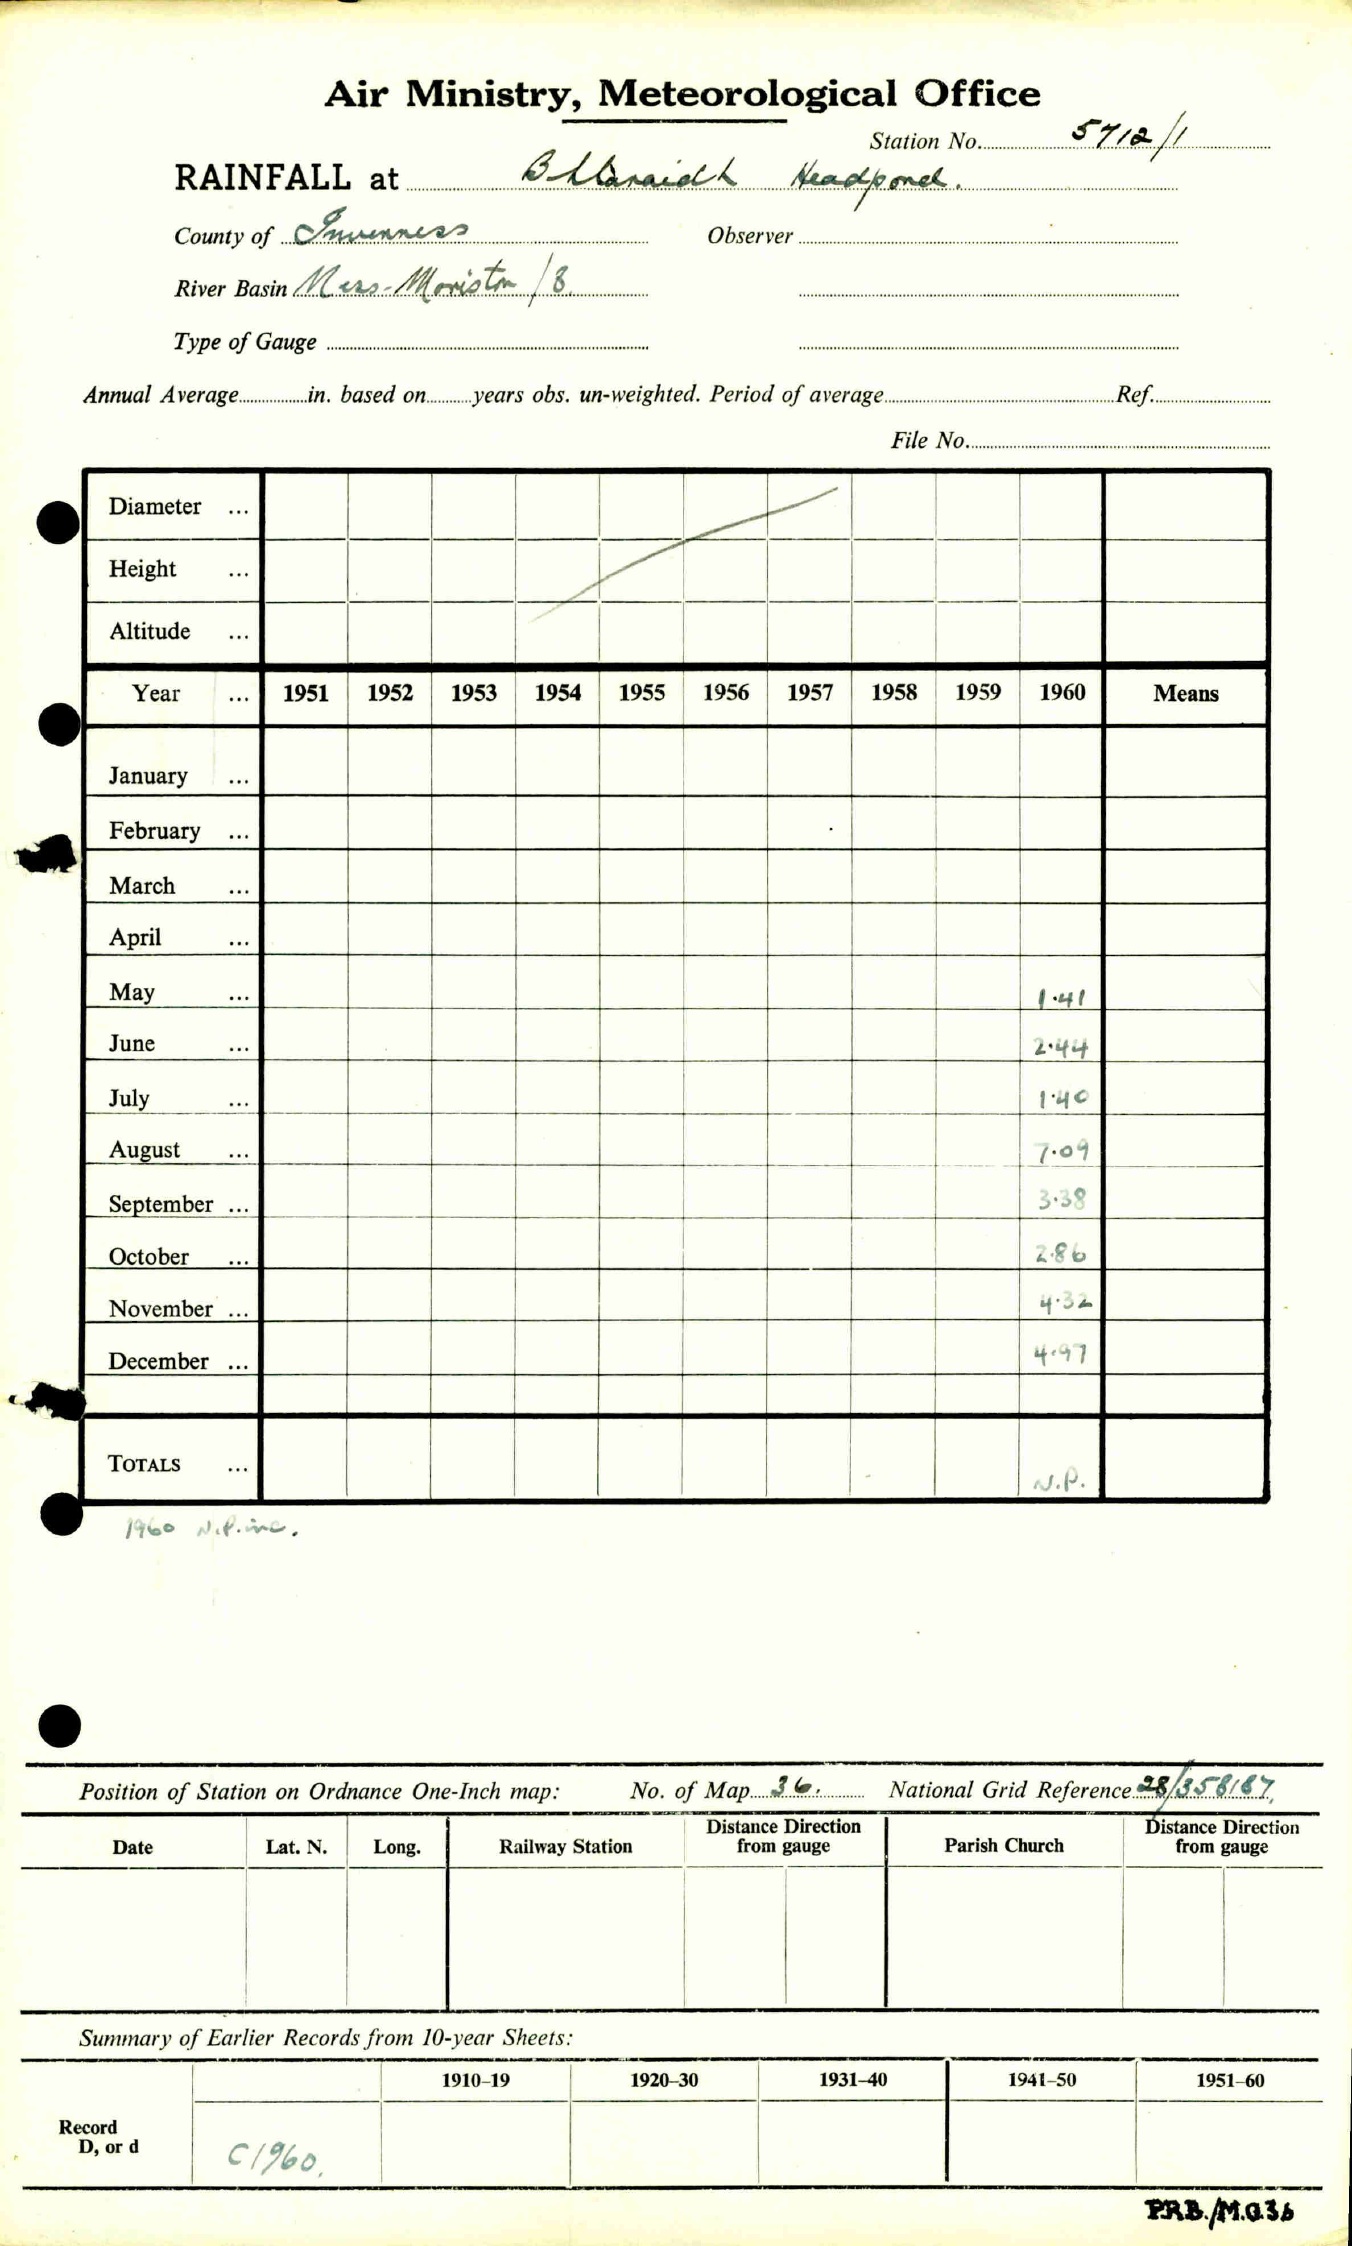 Air Ministry, Meteorological Office
Station No. 5712/1
RAINFALL at Headpond.
County of Inverness Observer
River Basin Ness-Moriston /8.
Type of Gauge
Annual Average in. based on years obs. un-weighted. Period of average Ref.
File No.
Diameter ...
Height ...
Altitude ...
Year ... 1951 1952 1953 1954 1955 1956 1957 1958 1959 1960 Means
January ...
February ...
March ...
April ...
May ... 1·41
June ... 2·44
July ... 1·40
August ... 7·09
September ... 3·38
October ... 2·86
November ... 4·32
December ... 4·97
TOTALS ... N.P.
1960 N.P. inc.
Position of Station on Ordnance One-Inch map: No. of Map 36. National Grid Reference 28/358187.
Date Lat. N. Long. Railway Station Distance Direction from gauge Parish Church Distance Direction from gauge
Summary of Earlier Records from 10-year Sheets:
1910–19 1920–30 1931–40 1941–50 1951–60
Record
D, or d C1960.
P.R.B./M.O.36